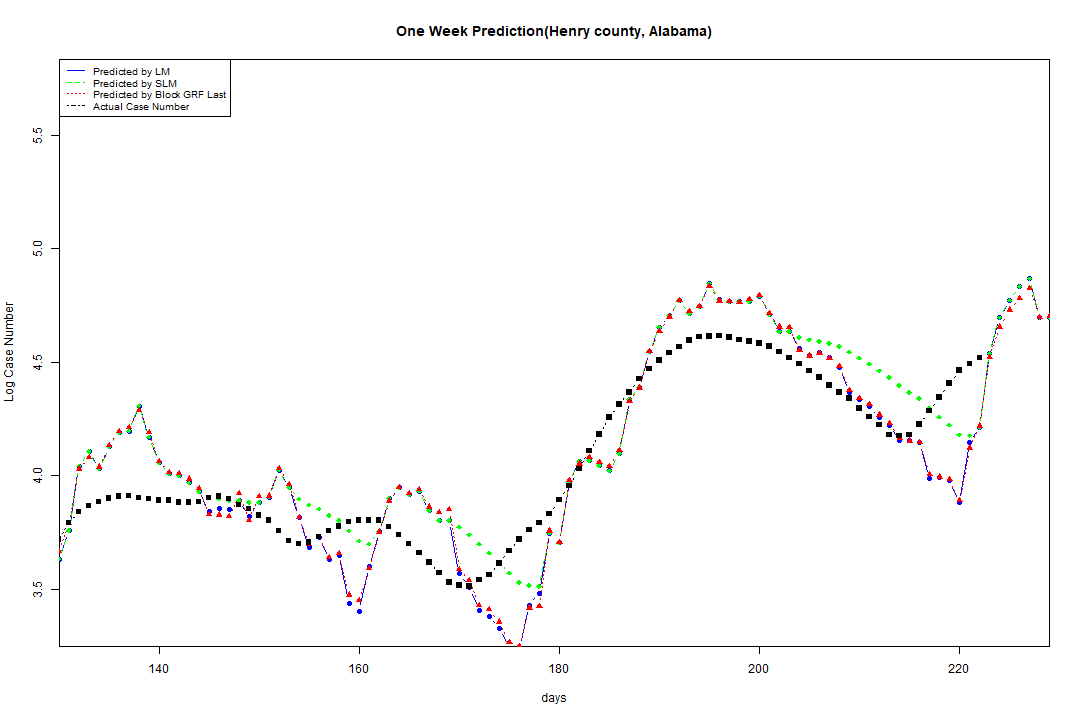 One Week Prediction(Henry county, Alabama)
Predicted by LM
Predicted by SLM
Predicted by Block GRF Last
Actual Case Number
5.5
5.0
4.5
4.0
3.5
Log Case Number
140 160 180 200 220
days